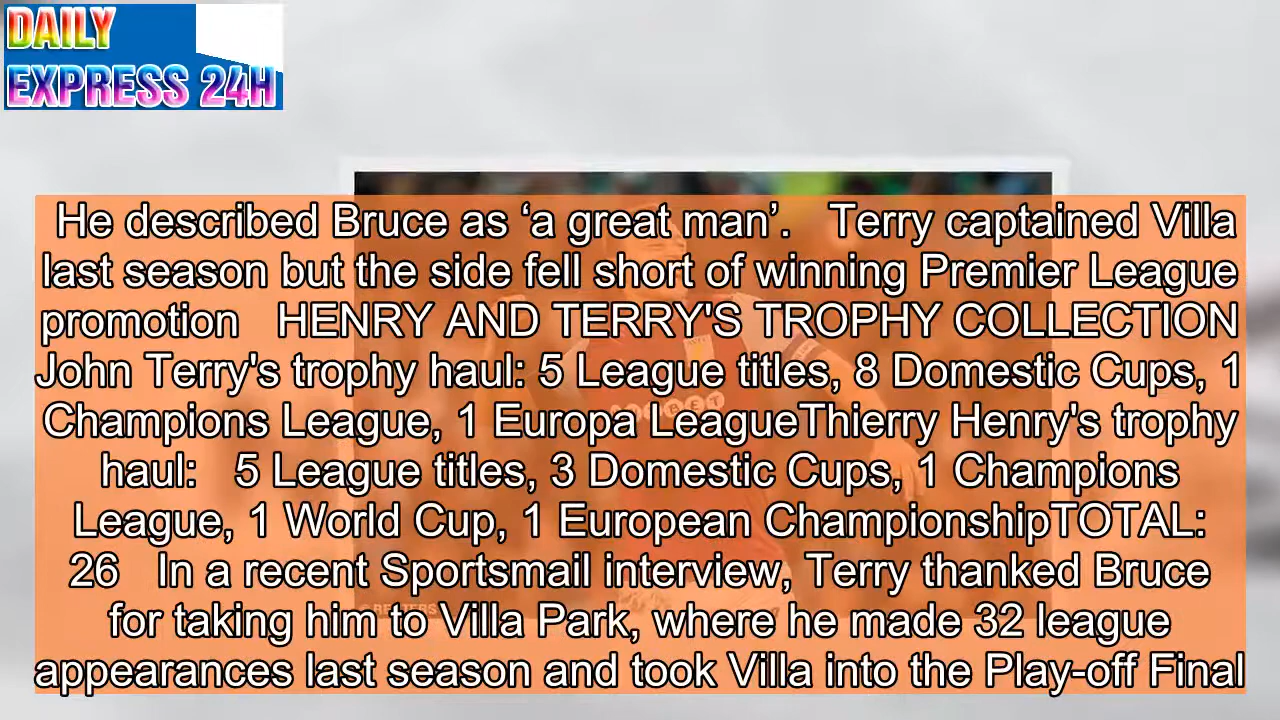 DAILY
EXPRESS 24H
He described Bruce as ‘a great man’. Terry captained Villa
last season but the side fell short of winning Premier League
promotion HENRY AND TERRY'S TROPHY COLLECTION
John Terry's trophy haul: 5 League titles, 8 Domestic Cups, 1
Champions League, 1 Europa LeagueThierry Henry's trophy
haul: 5 League titles, 3 Domestic Cups, 1 Champions
League, 1 World Cup, 1 European ChampionshipTOTAL:
26 In a recent Sportsmail interview, Terry thanked Bruce
for taking him to Villa Park, where he made 32 league
appearances last season and took Villa into the Play-off Final
© REUTERS